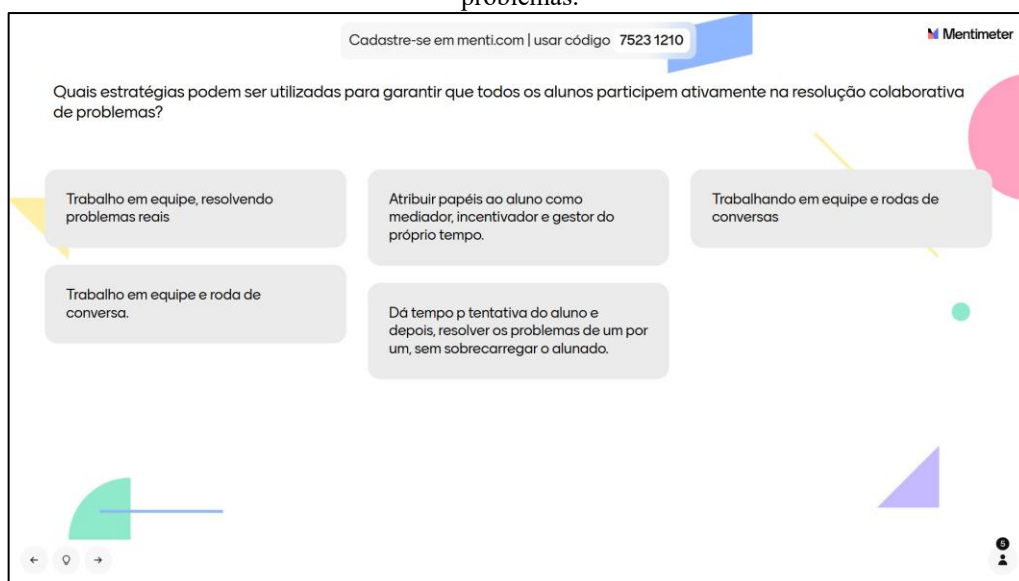 problemas.
Cadastre-se em menti.com | usar código 7523 1210
Mentimeter
Quais estratégias podem ser utilizadas para garantir que todos os alunos participem ativamente na resolução colaborativa
de problemas?
Trabalho em equipe, resolvendo
problemas reais
Atribuir papéis ao aluno como
mediador, incentivador e gestor do
próprio tempo.
Trabalhando em equipe e rodas de
conversas
Trabalho em equipe e roda de
conversa.
Dá tempo p tentativa do aluno e
depois, resolver os problemas de um por
um, sem sobrecarregar o alunado.
5